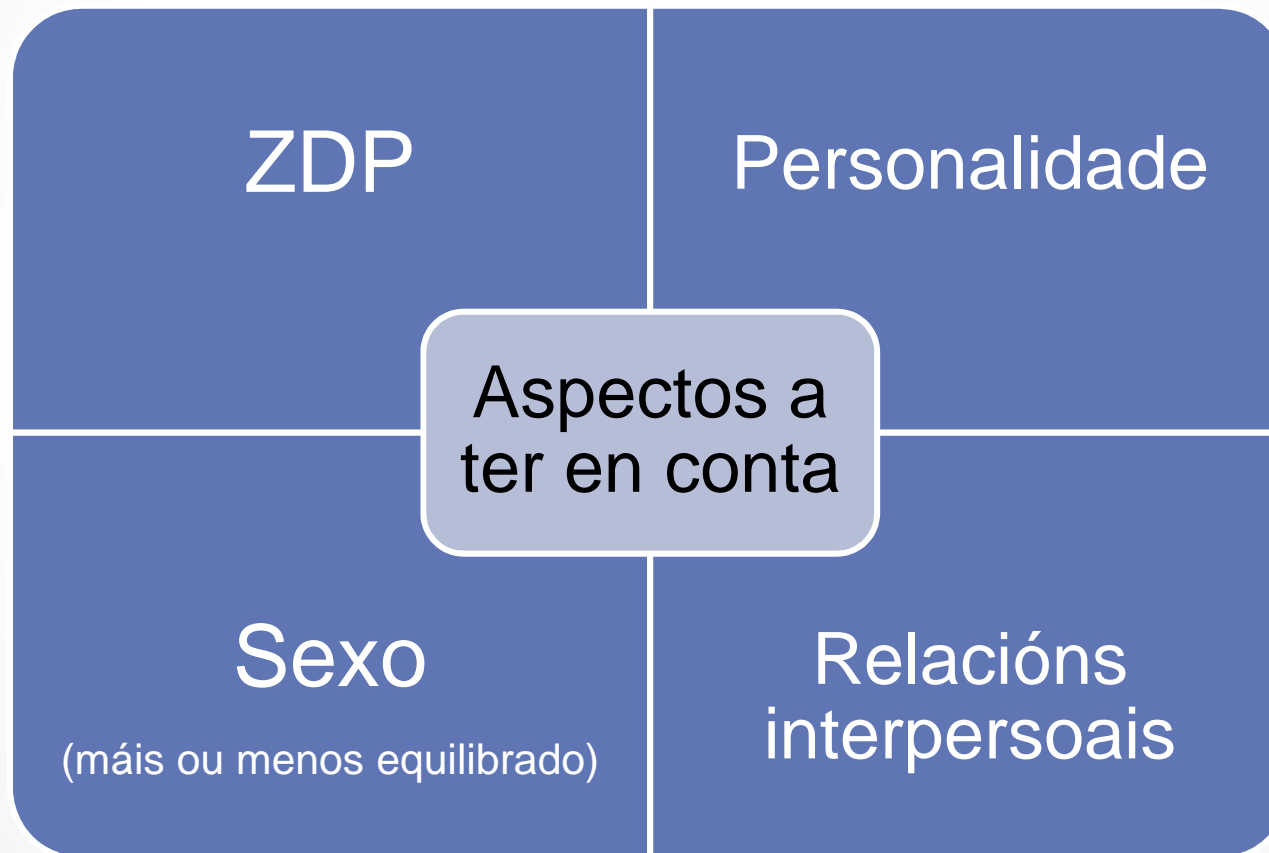 ZDP
Personalidade
Aspectos a
ter en conta
Sexo
(máis ou menos equilibrado)
Relacións
interpersoais